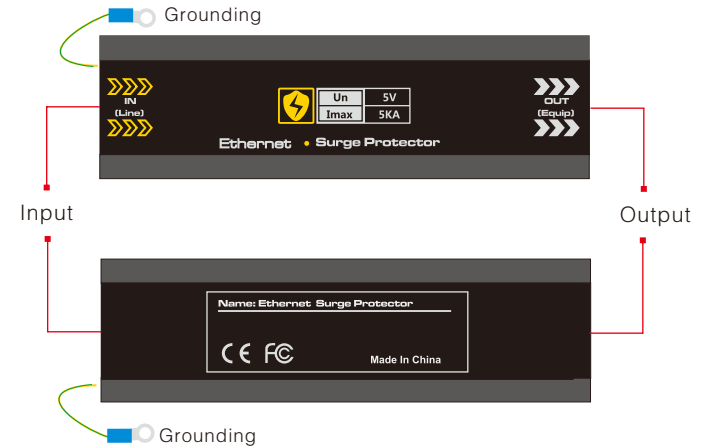 Grounding
IN
(Line)
Un 5V
Imax 5KA
OUT
(Equip)
Ethernet • Surge Protector
Input
Output
Name: Ethernet Surge Protector
CE FC
Made In China
Grounding